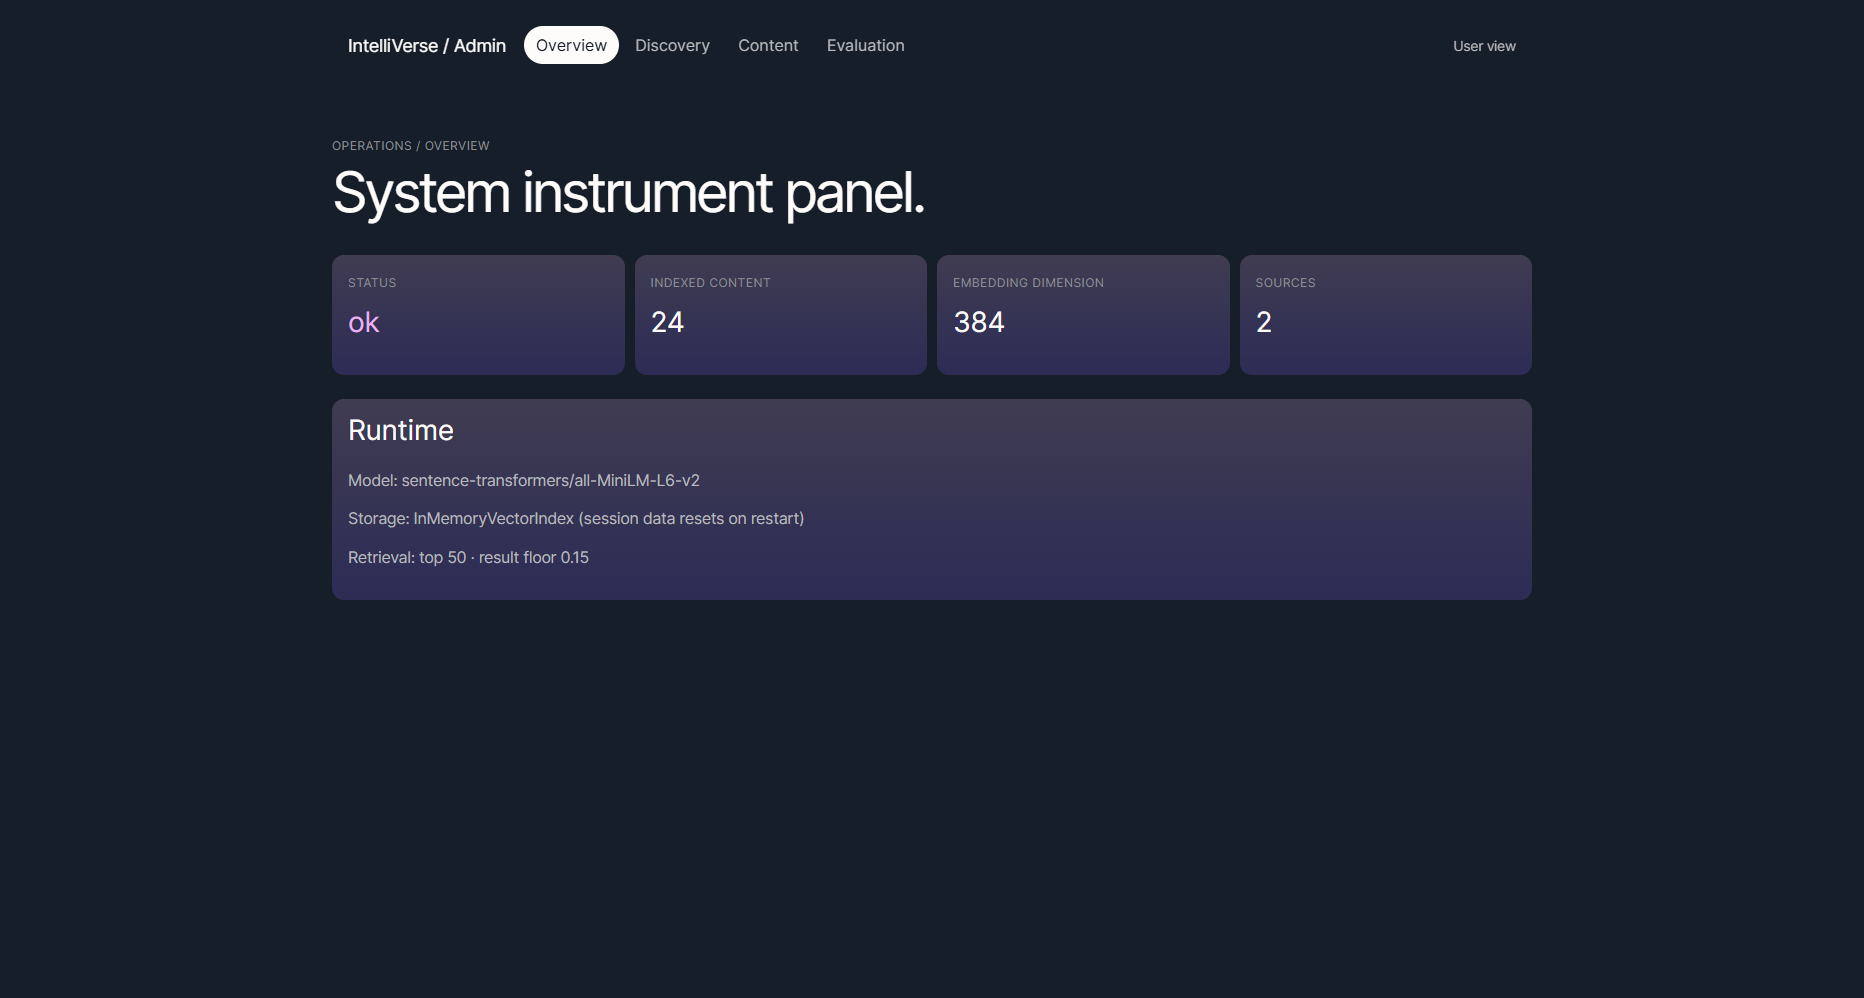 IntelliVerse / Admin Overview Discovery Content Evaluation User view
OPERATIONS / OVERVIEW
System instrument panel.
STATUS
ok
INDEXED CONTENT
24
EMBEDDING DIMENSION
384
SOURCES
2
Runtime
Model: sentence-transformers/all-MiniLM-L6-v2
Storage: InMemoryVectorIndex (session data resets on restart)
Retrieval: top 50 · result floor 0.15